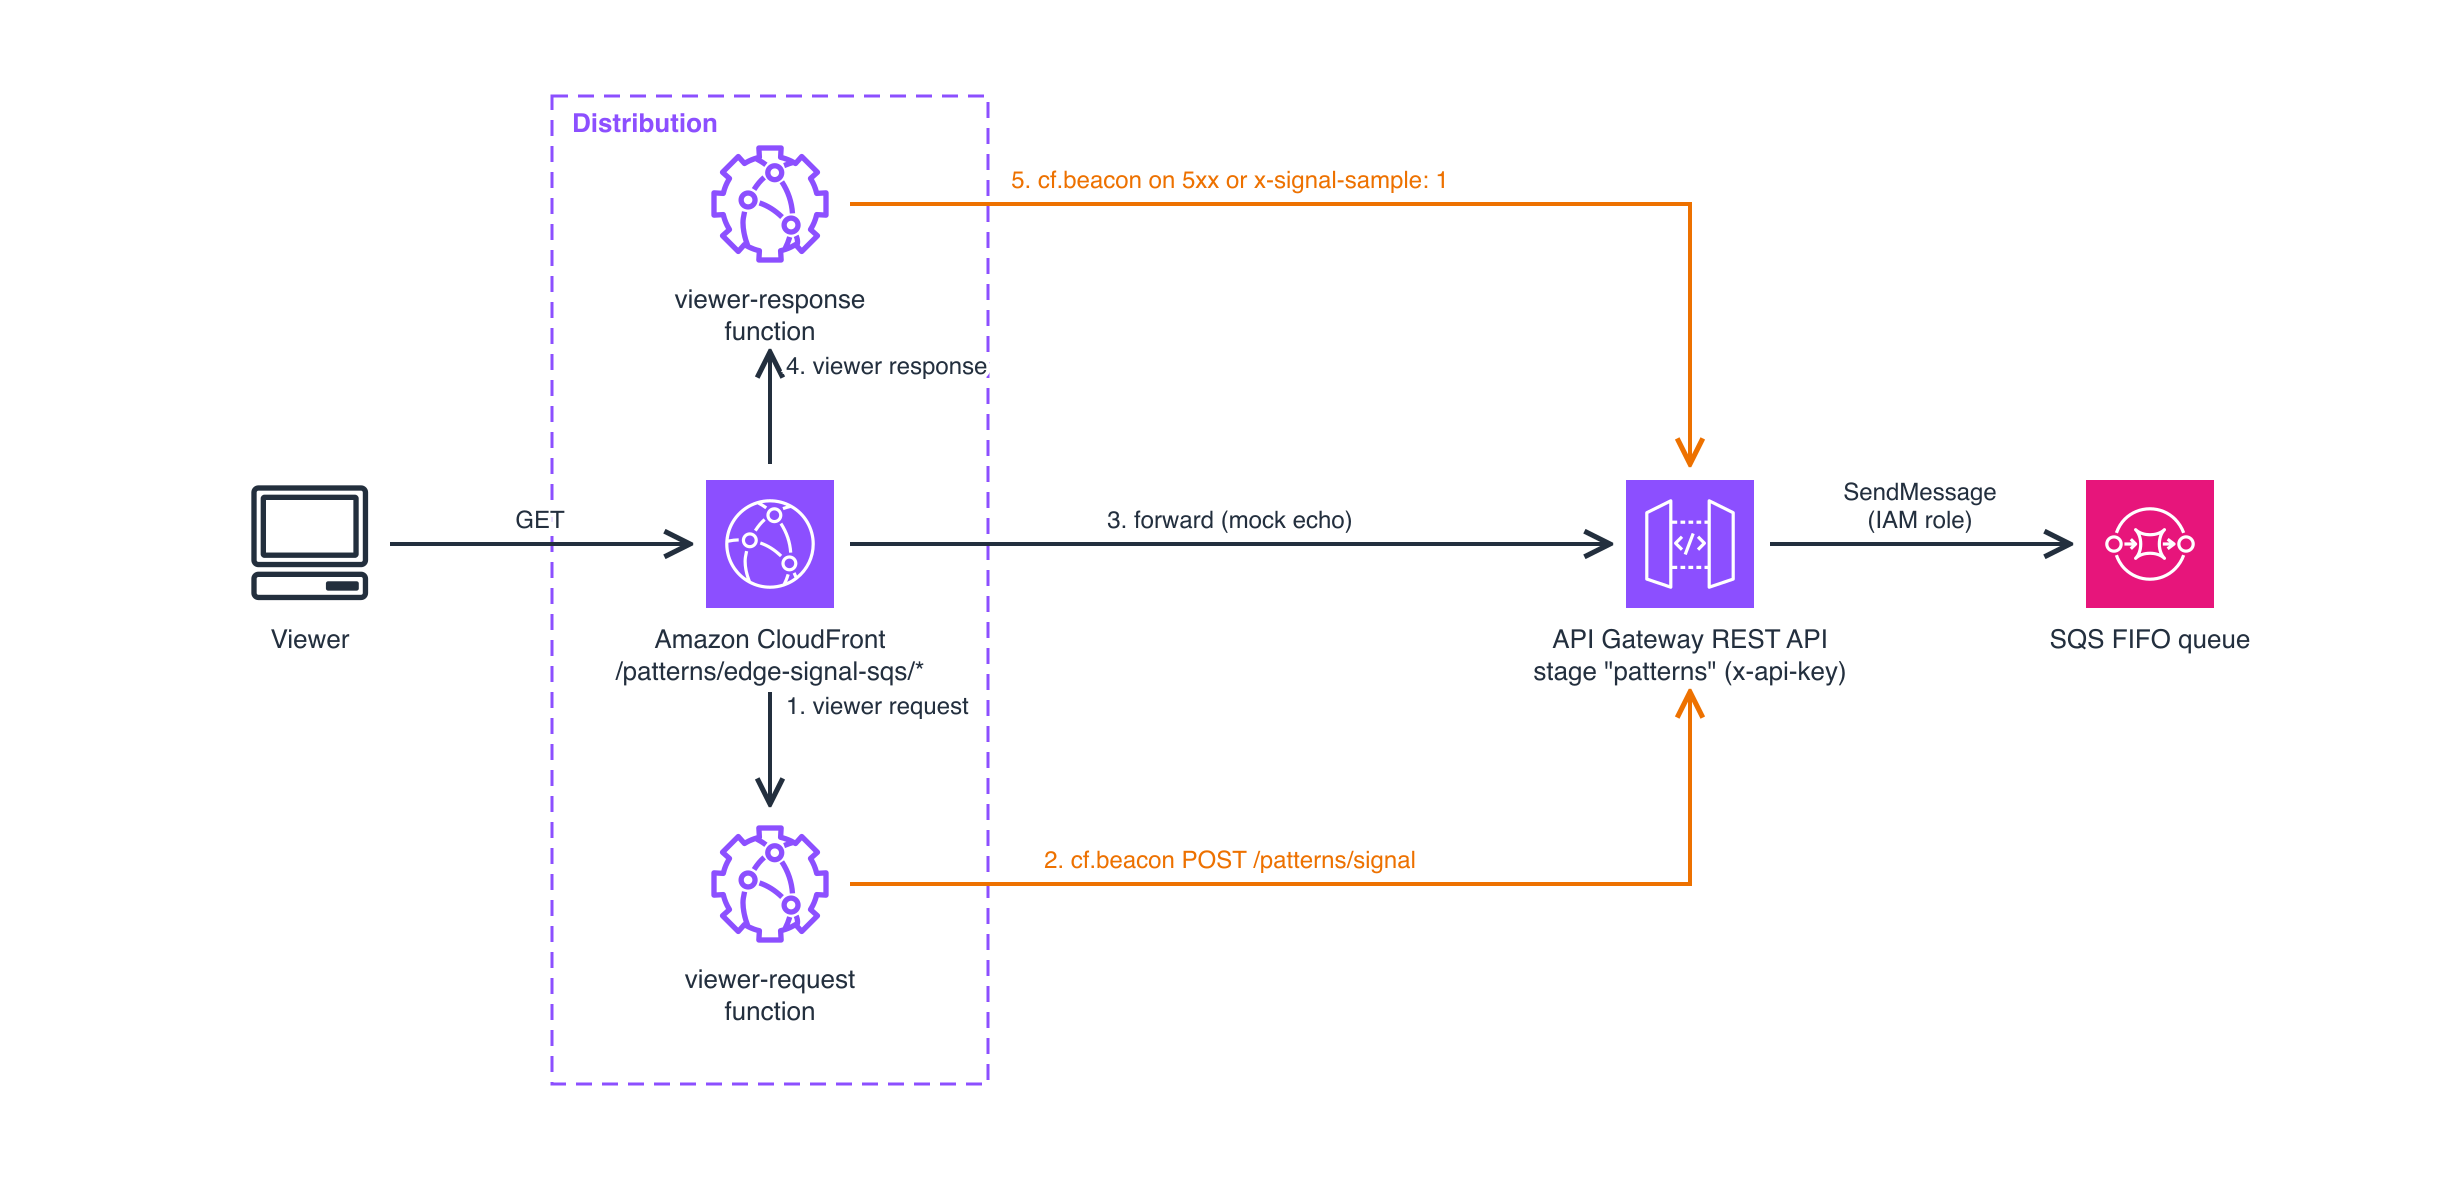 Distribution
5. cf.beacon on 5xx or x-signal-sample: 1
viewer-response
function
4. viewer response
GET
3. forward (mock echo)
SendMessage
(IAM role)
Viewer
Amazon CloudFront
/patterns/edge-signal-sqs/*
API Gateway REST API
stage "patterns" (x-api-key)
SQS FIFO queue
1. viewer request
2. cf.beacon POST /patterns/signal
viewer-request
function